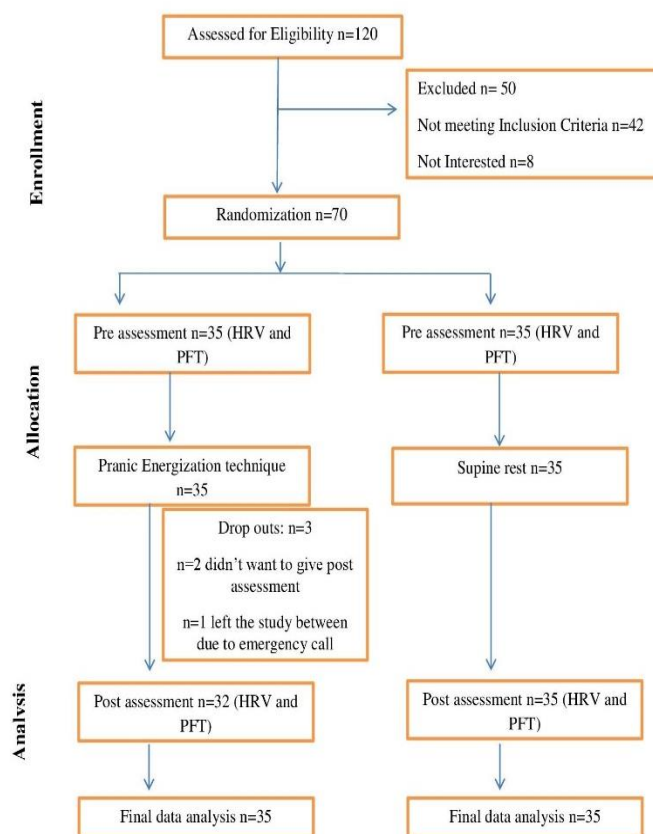 Assessed for Eligibility n=120
Enrollment
Excluded n= 50
Not meeting Inclusion Criteria n=42
Not Interested n=8
Randomization n=70
Allocation
Pre assessment n=35 (HRV and
PFT)
Pre assessment n=35 (HRV and
PFT)
Pranic Energization technique
n=35
Supine rest n=35
Drop outs: n=3
n=2 didn’t want to give post
assessment
n=1 left the study between
due to emergency call
Analysis
Post assessment n=32 (HRV and
PFT)
Post assessment n=35 (HRV and
PFT)
Final data analysis n=35
Final data analysis n=35